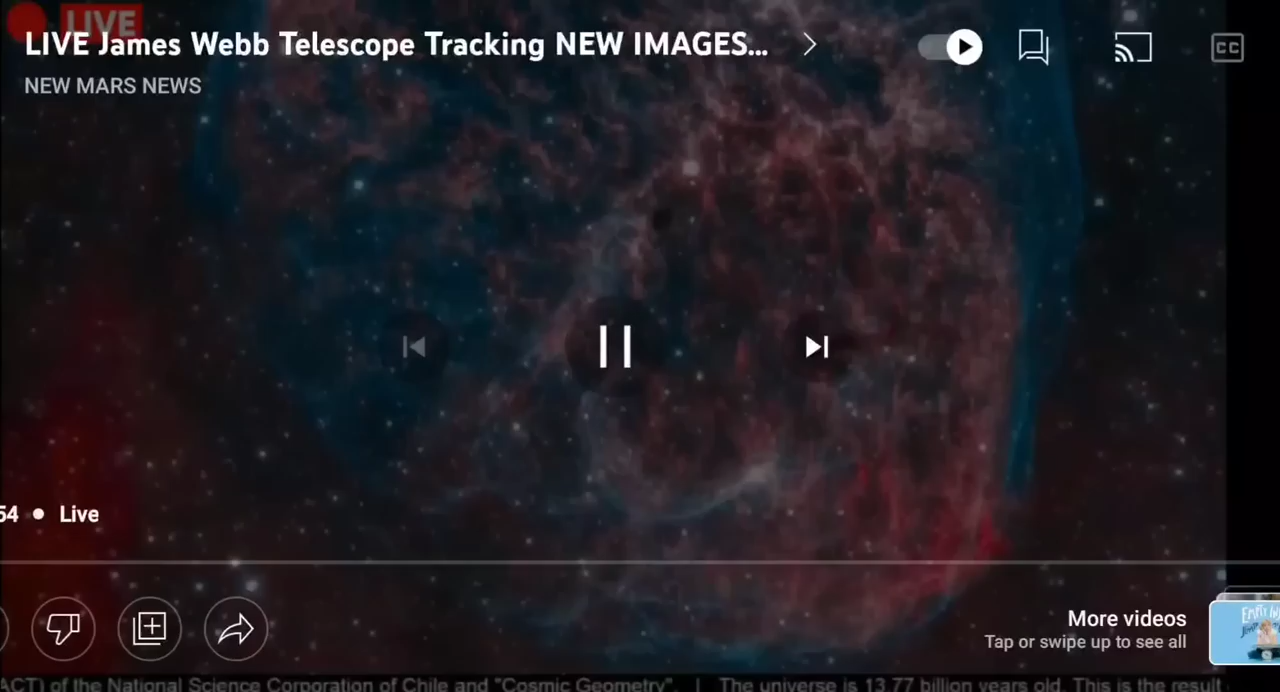 LIVE
LIVE James Webb Telescope Tracking NEW IMAGES...
NEW MARS NEWS
CC
54 • Live
More videos
Tap or swipe up to see all
EMPTY
ACT) of the National Science Corporation of Chile and "Cosmic Geometry". | The universe is 13.77 billion years old. This is the result